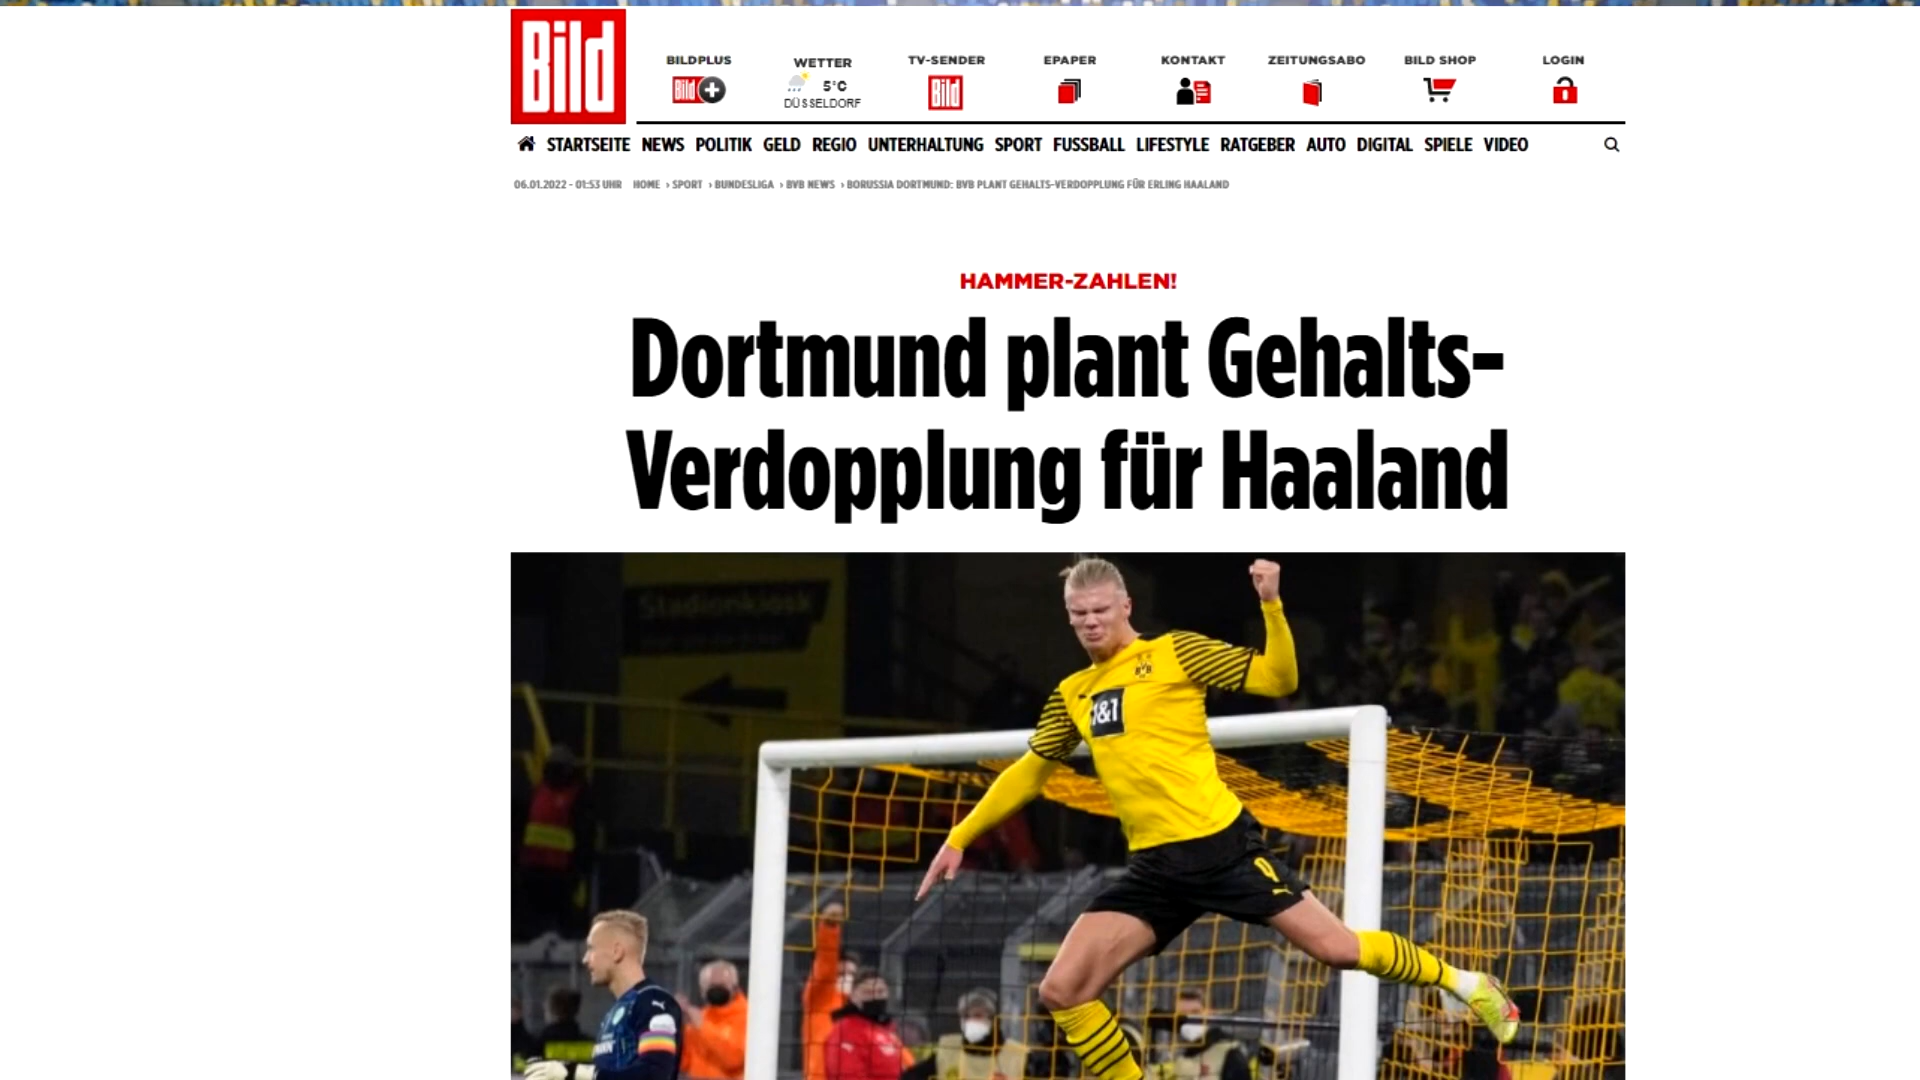 Bild
BILDPLUS
WETTER
TV-SENDER
EPAPER
KONTAKT
ZEITUNGSABO
BILD SHOP
LOGIN
Bild
5°C
DÜSSELDORF
Bild
STARTSEITE NEWS POLITIK GELD REGIO UNTERHALTUNG SPORT FUSSBALL LIFESTYLE RATGEBER AUTO DIGITAL SPIELE VIDEO
06.01.2022 - 01:53 UHR HOME › SPORT › BUNDESLIGA › BVB NEWS › BORUSSIA DORTMUND: BVB PLANT GEHALTS-VERDOPPLUNG FÜR ERLING HAALAND
HAMMER-ZAHLEN!
Dortmund plant Gehalts-
Verdopplung für Haaland
Stadionkiosk
BVB
1&1
9